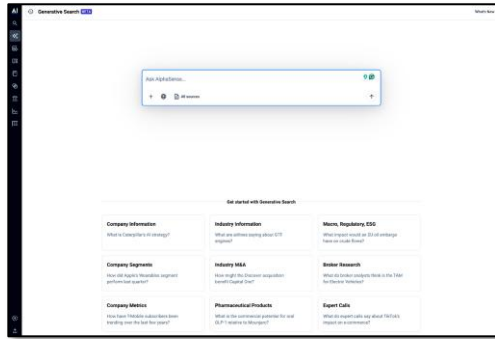 AI
Generative Search BETA
What's New
Ask AlphaSense...
All sources
Get started with Generative Search
Company Information
What is Caterpillar's AI strategy?
Industry Information
What are airlines saying about GTF
engines?
Macro, Regulatory, ESG
What impact would an EU oil embargo
have on crude flows?
Company Segments
How did Apple's Wearables segment
perform last quarter?
Industry M&A
How might the Discover acquisition
benefit Capital One?
Broker Research
What do broker analysts think is the TAM
for Electric Vehicles?
Company Metrics
How have T-Mobile subscribers been
trending over the last few years?
Pharmaceutical Products
What is the commercial potential for oral
GLP-1 relative to Mounjaro?
Expert Calls
What do expert calls say about TikTok's
impact on e-commerce?